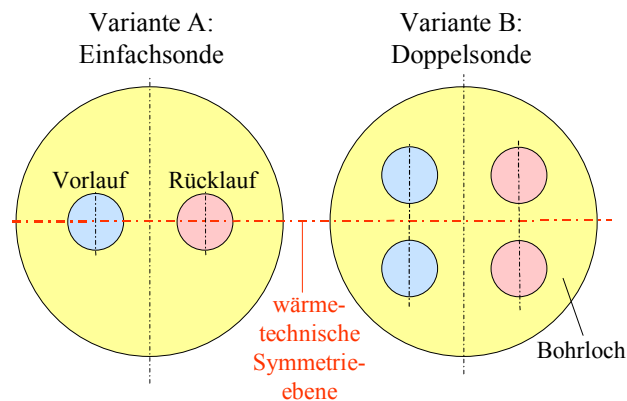 Variante A:
Einfachsonde
Variante B:
Doppelsonde
Vorlauf
Rücklauf
wärme-
technische
Symmetrie-
ebene
Bohrloch